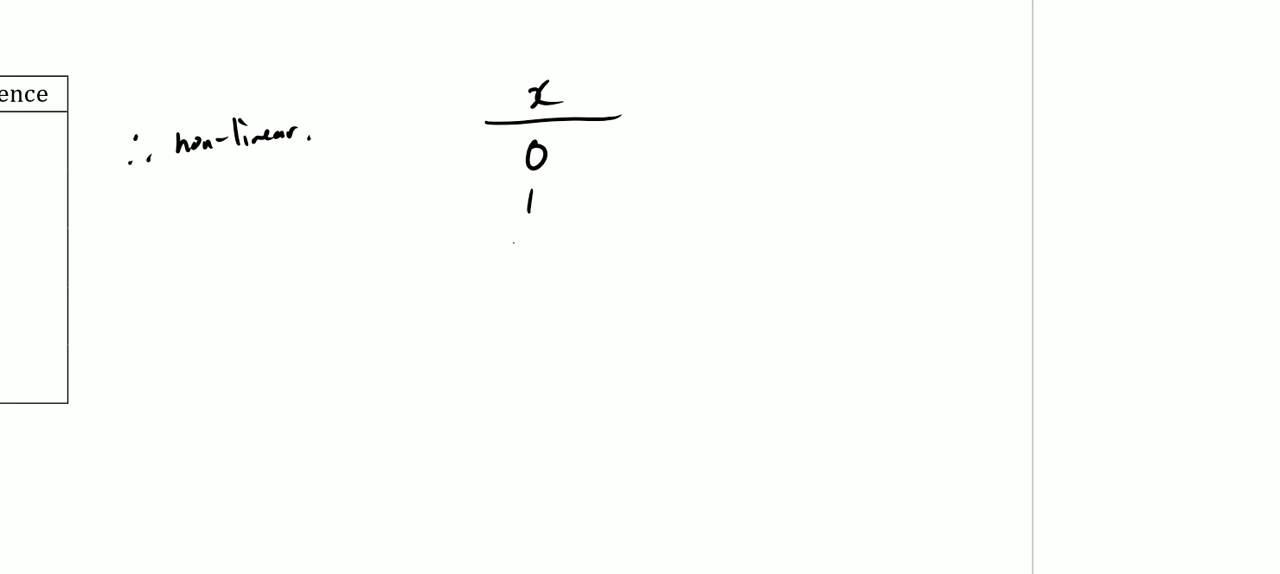 ence
∴ non-linear.
x
0
1